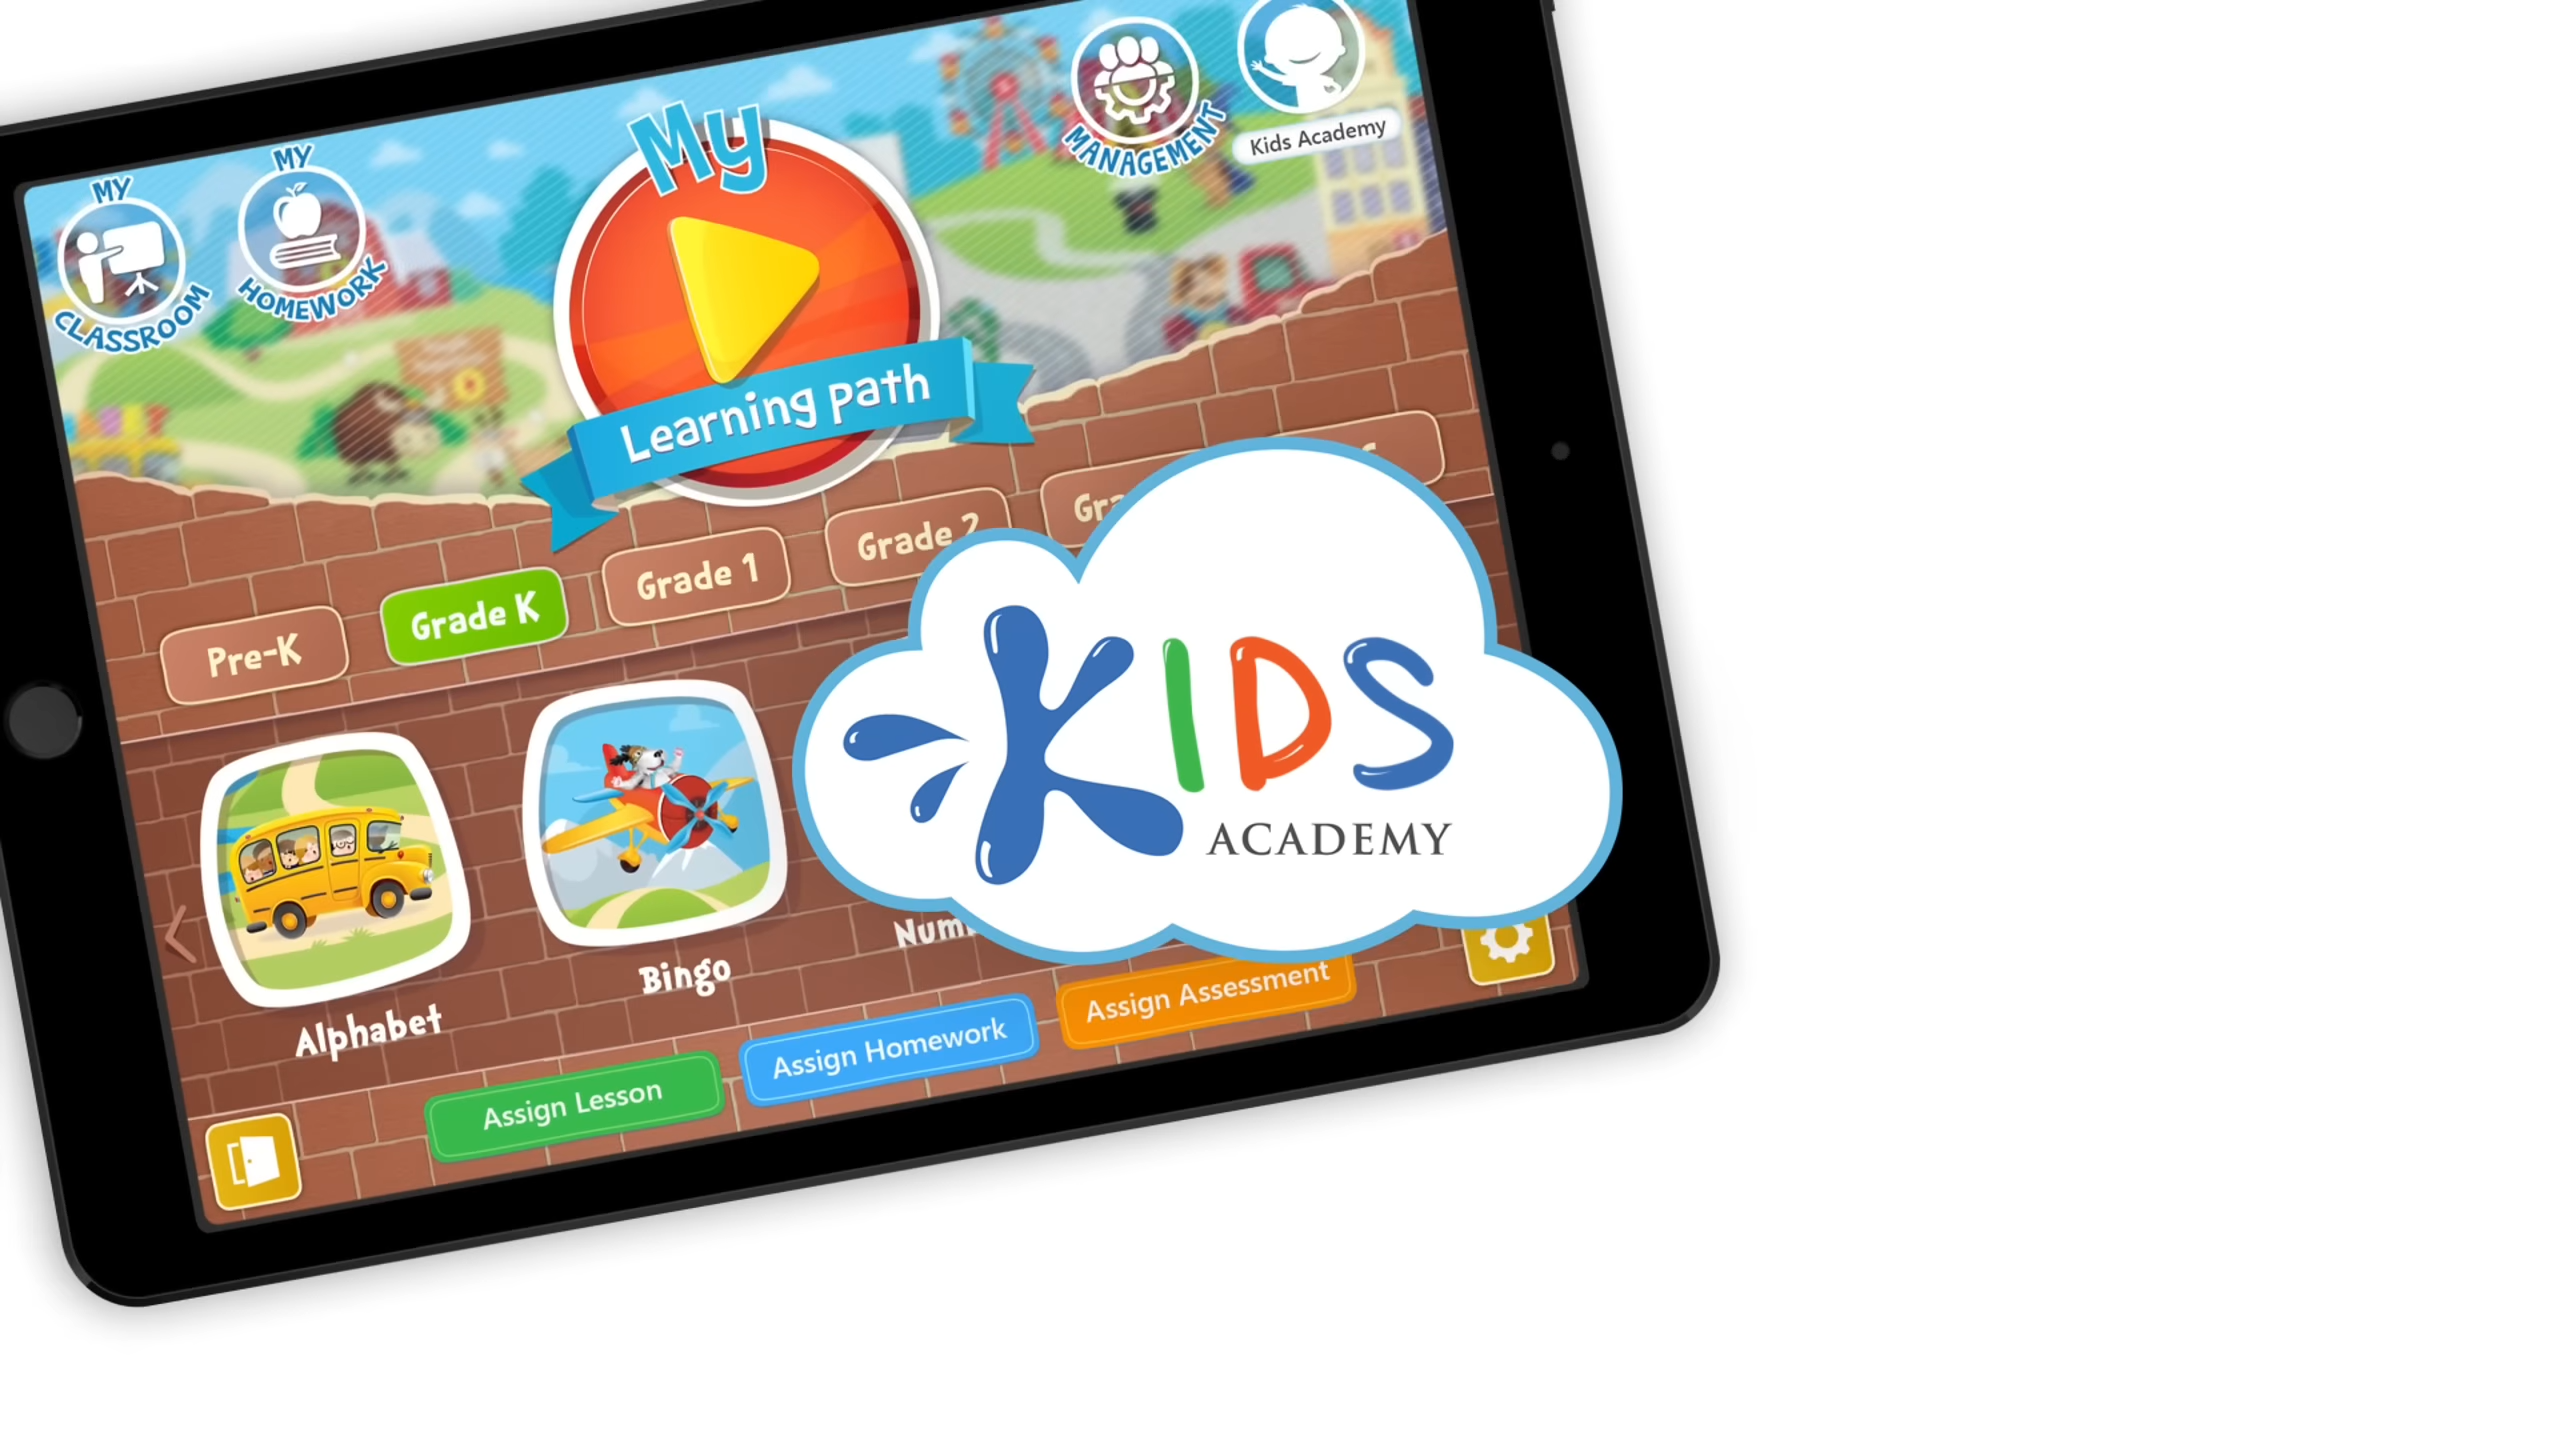 MY CLASSROOM
MY HOMEWORK
My
Learning path
MANAGEMENT
Kids Academy
Pre-K
Grade K
Grade 1
Grade 2
KIDS
ACADEMY
Alphabet
Bingo
Assign Lesson
Assign Homework
Assign Assessment